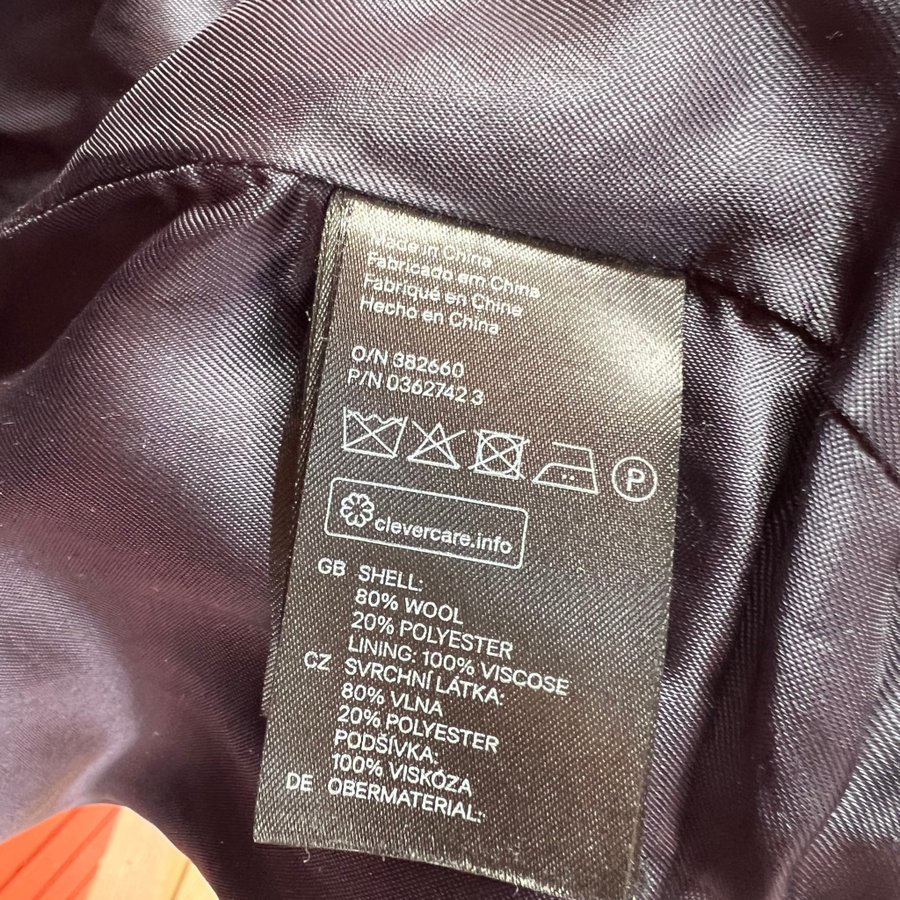 Made in China
Fabricado em China
Fabriqué en Chine
Hecho en China
O/N 382660
P/N 0362742 3
P
clevercare.info
GB SHELL:
80% WOOL
20% POLYESTER
LINING: 100% VISCOSE
CZ SVRCHNÍ LÁTKA:
80% VLNA
20% POLYESTER
PODŠÍVKA:
100% VISKÓZA
DE OBERMATERIAL: